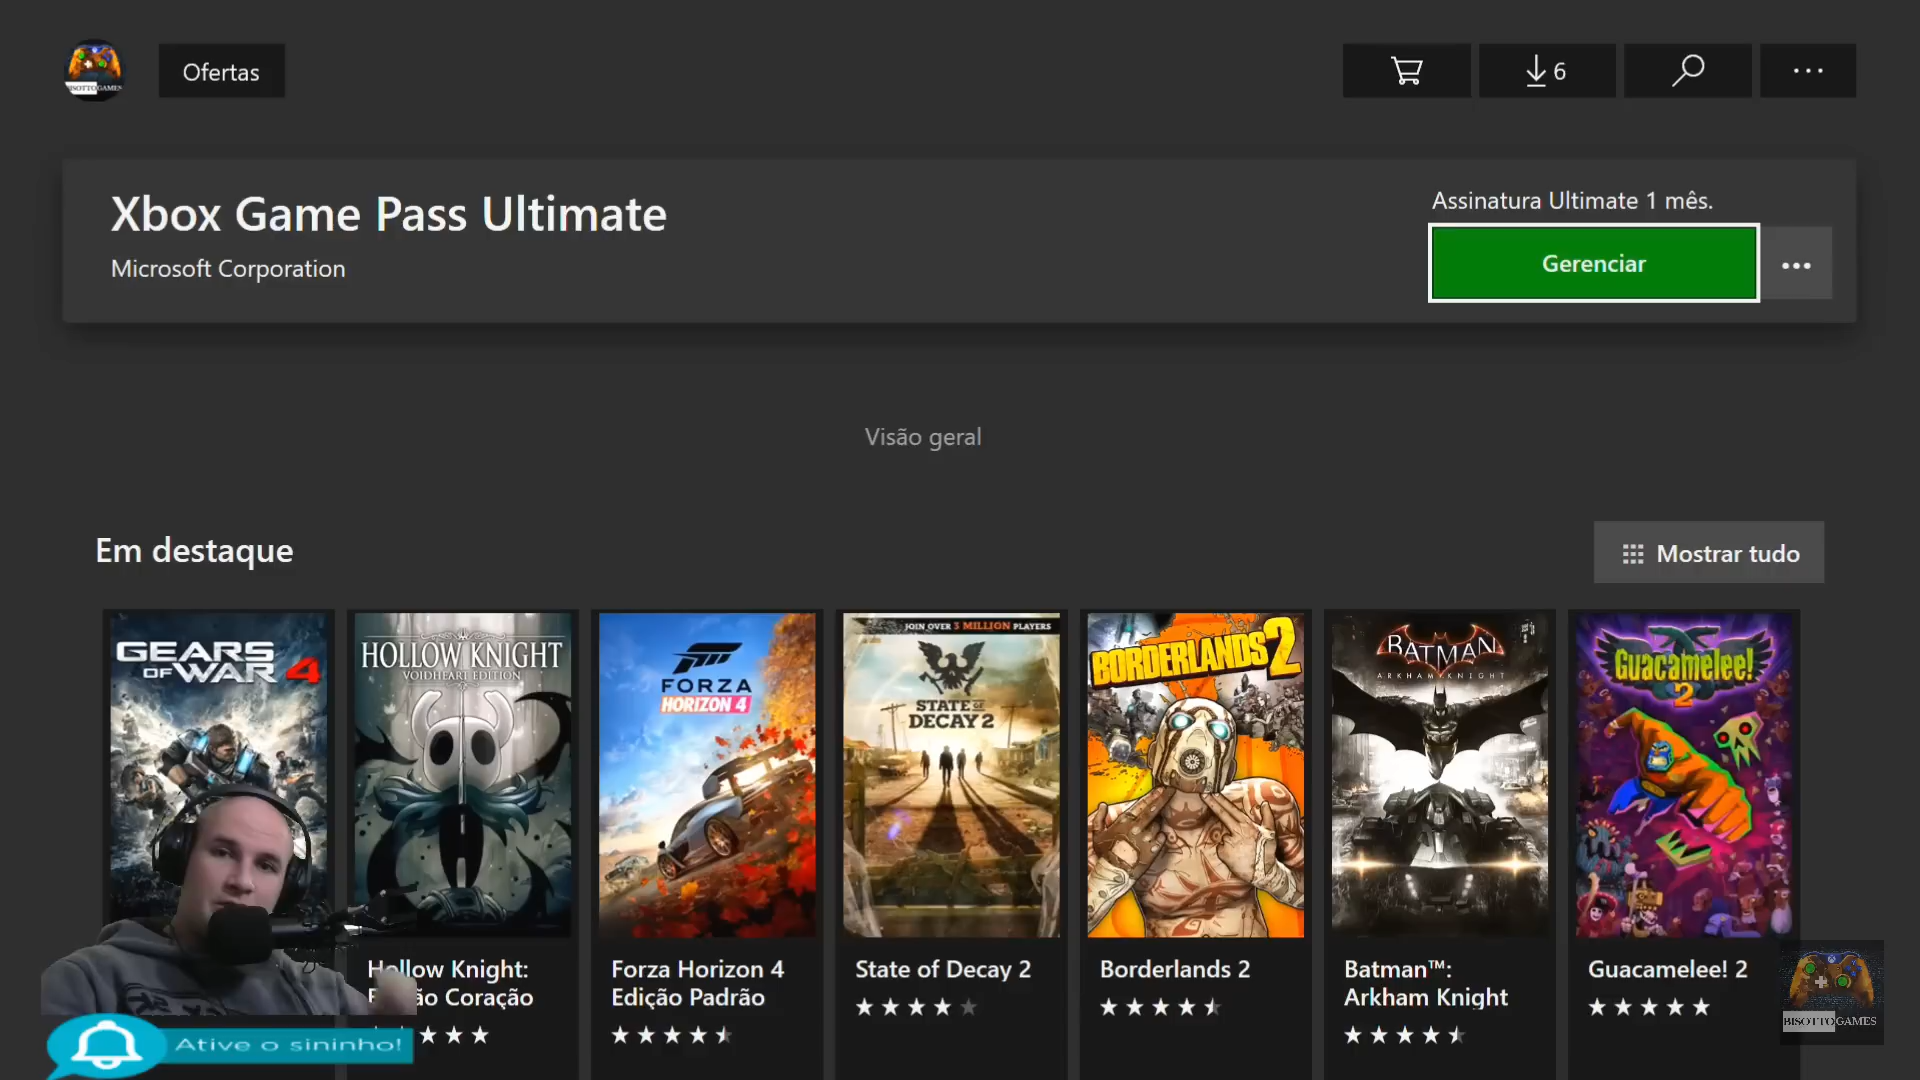 Ofertas
6
Xbox Game Pass Ultimate
Microsoft Corporation
Assinatura Ultimate 1 mês.
Gerenciar
Visão geral
Em destaque
Mostrar tudo
GEARS
OF WAR 4
HOLLOW KNIGHT
VOIDHEART EDITION
FORZA
HORIZON 4
JOIN OVER 3 MILLION PLAYERS
STATE OF
DECAY 2
BORDERLANDS 2
BATMAN
ARKHAM KNIGHT
Guacamelee!
2
Hollow Knight:
Coração
Forza Horizon 4
Edição Padrão
State of Decay 2
Borderlands 2
Batman™:
Arkham Knight
Guacamelee! 2
BISOTTOGAMES
Ative o sininho!